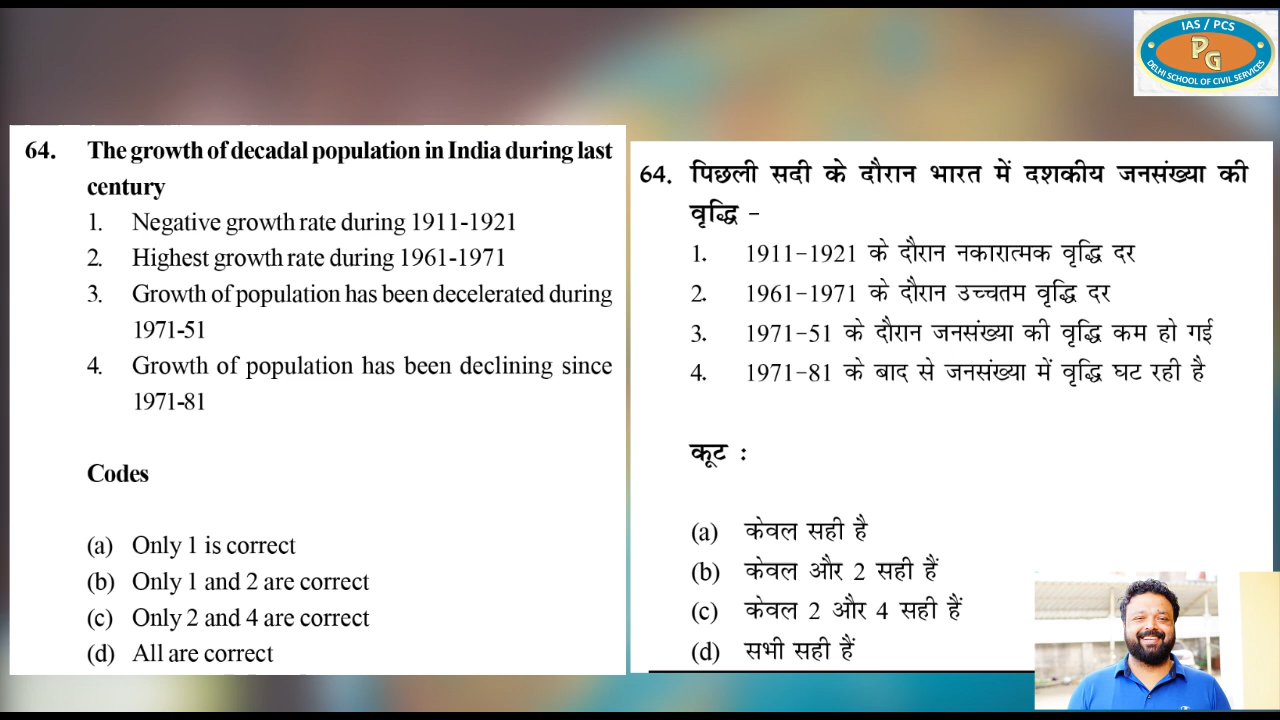 IAS / PCS
PG
DELHI SCHOOL OF CIVIL SERVICES
64. The growth of decadal population in India during last
century
1. Negative growth rate during 1911-1921
2. Highest growth rate during 1961-1971
3. Growth of population has been decelerated during
1971-51
4. Growth of population has been declining since
1971-81
Codes
(a) Only 1 is correct
(b) Only 1 and 2 are correct
(c) Only 2 and 4 are correct
(d) All are correct
64. पिछली सदी के दौरान भारत में दशकीय जनसंख्या की
वृद्धि -
1. 1911-1921 के दौरान नकारात्मक वृद्धि दर
2. 1961-1971 के दौरान उच्चतम वृद्धि दर
3. 1971-51 के दौरान जनसंख्या की वृद्धि कम हो गई
4. 1971-81 के बाद से जनसंख्या में वृद्धि घट रही है
कूट :
(a) केवल सही है
(b) केवल और 2 सही हैं
(c) केवल 2 और 4 सही हैं
(d) सभी सही हैं